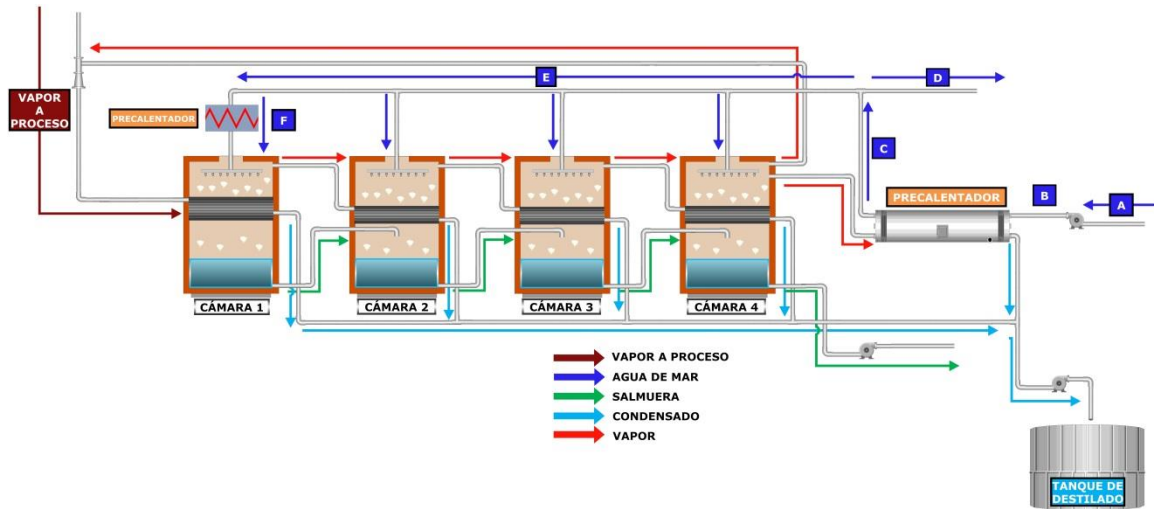 E
D
VAPOR
A
PROCESO
PRECALENTADOR
F
C
PRECALENTADOR
B
A
CÁMARA 1
CÁMARA 2
CÁMARA 3
CÁMARA 4
VAPOR A PROCESO
AGUA DE MAR
SALMUERA
CONDENSADO
VAPOR
TANQUE DE
DESTILADO